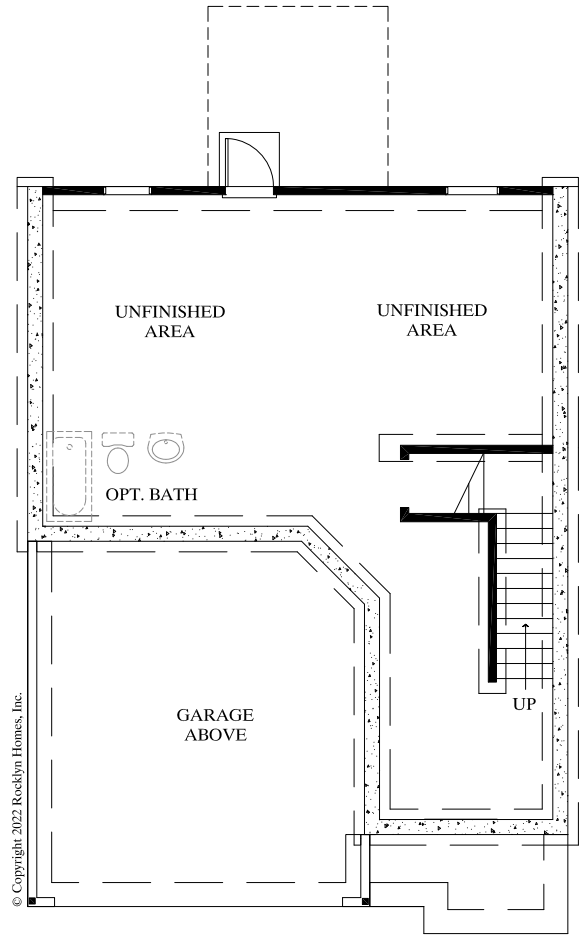 UNFINISHED
AREA
UNFINISHED
AREA
OPT. BATH
UP
GARAGE
ABOVE
© Copyright 2022 Rocklyn Homes, Inc.